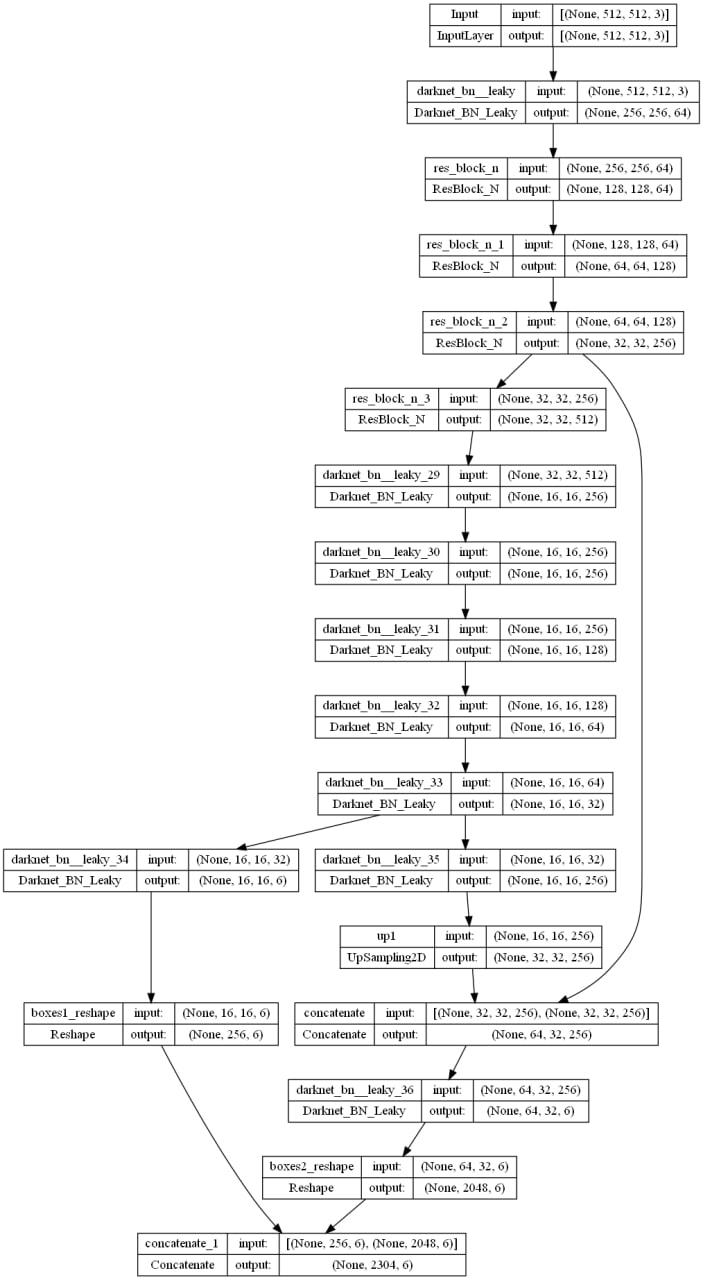 Input input: [(None, 512, 512, 3)]
InputLayer output: [(None, 512, 512, 3)]
darknet_bn__leaky input: (None, 512, 512, 3)
Darknet_BN_Leaky output: (None, 256, 256, 64)
res_block_n input: (None, 256, 256, 64)
ResBlock_N output: (None, 128, 128, 64)
res_block_n_1 input: (None, 128, 128, 64)
ResBlock_N output: (None, 64, 64, 128)
res_block_n_2 input: (None, 64, 64, 128)
ResBlock_N output: (None, 32, 32, 256)
res_block_n_3 input: (None, 32, 32, 256)
ResBlock_N output: (None, 32, 32, 512)
darknet_bn__leaky_29 input: (None, 32, 32, 512)
Darknet_BN_Leaky output: (None, 16, 16, 256)
darknet_bn__leaky_30 input: (None, 16, 16, 256)
Darknet_BN_Leaky output: (None, 16, 16, 256)
darknet_bn__leaky_31 input: (None, 16, 16, 256)
Darknet_BN_Leaky output: (None, 16, 16, 128)
darknet_bn__leaky_32 input: (None, 16, 16, 128)
Darknet_BN_Leaky output: (None, 16, 16, 64)
darknet_bn__leaky_33 input: (None, 16, 16, 64)
Darknet_BN_Leaky output: (None, 16, 16, 32)
darknet_bn__leaky_34 input: (None, 16, 16, 32)
Darknet_BN_Leaky output: (None, 16, 16, 6)
darknet_bn__leaky_35 input: (None, 16, 16, 32)
Darknet_BN_Leaky output: (None, 16, 16, 256)
up1 input: (None, 16, 16, 256)
UpSampling2D output: (None, 32, 32, 256)
boxes1_reshape input: (None, 16, 16, 6)
Reshape output: (None, 256, 6)
concatenate input: [(None, 32, 32, 256), (None, 32, 32, 256)]
Concatenate output: (None, 64, 32, 256)
darknet_bn__leaky_36 input: (None, 64, 32, 256)
Darknet_BN_Leaky output: (None, 64, 32, 6)
boxes2_reshape input: (None, 64, 32, 6)
Reshape output: (None, 2048, 6)
concatenate_1 input: [(None, 256, 6), (None, 2048, 6)]
Concatenate output: (None, 2304, 6)